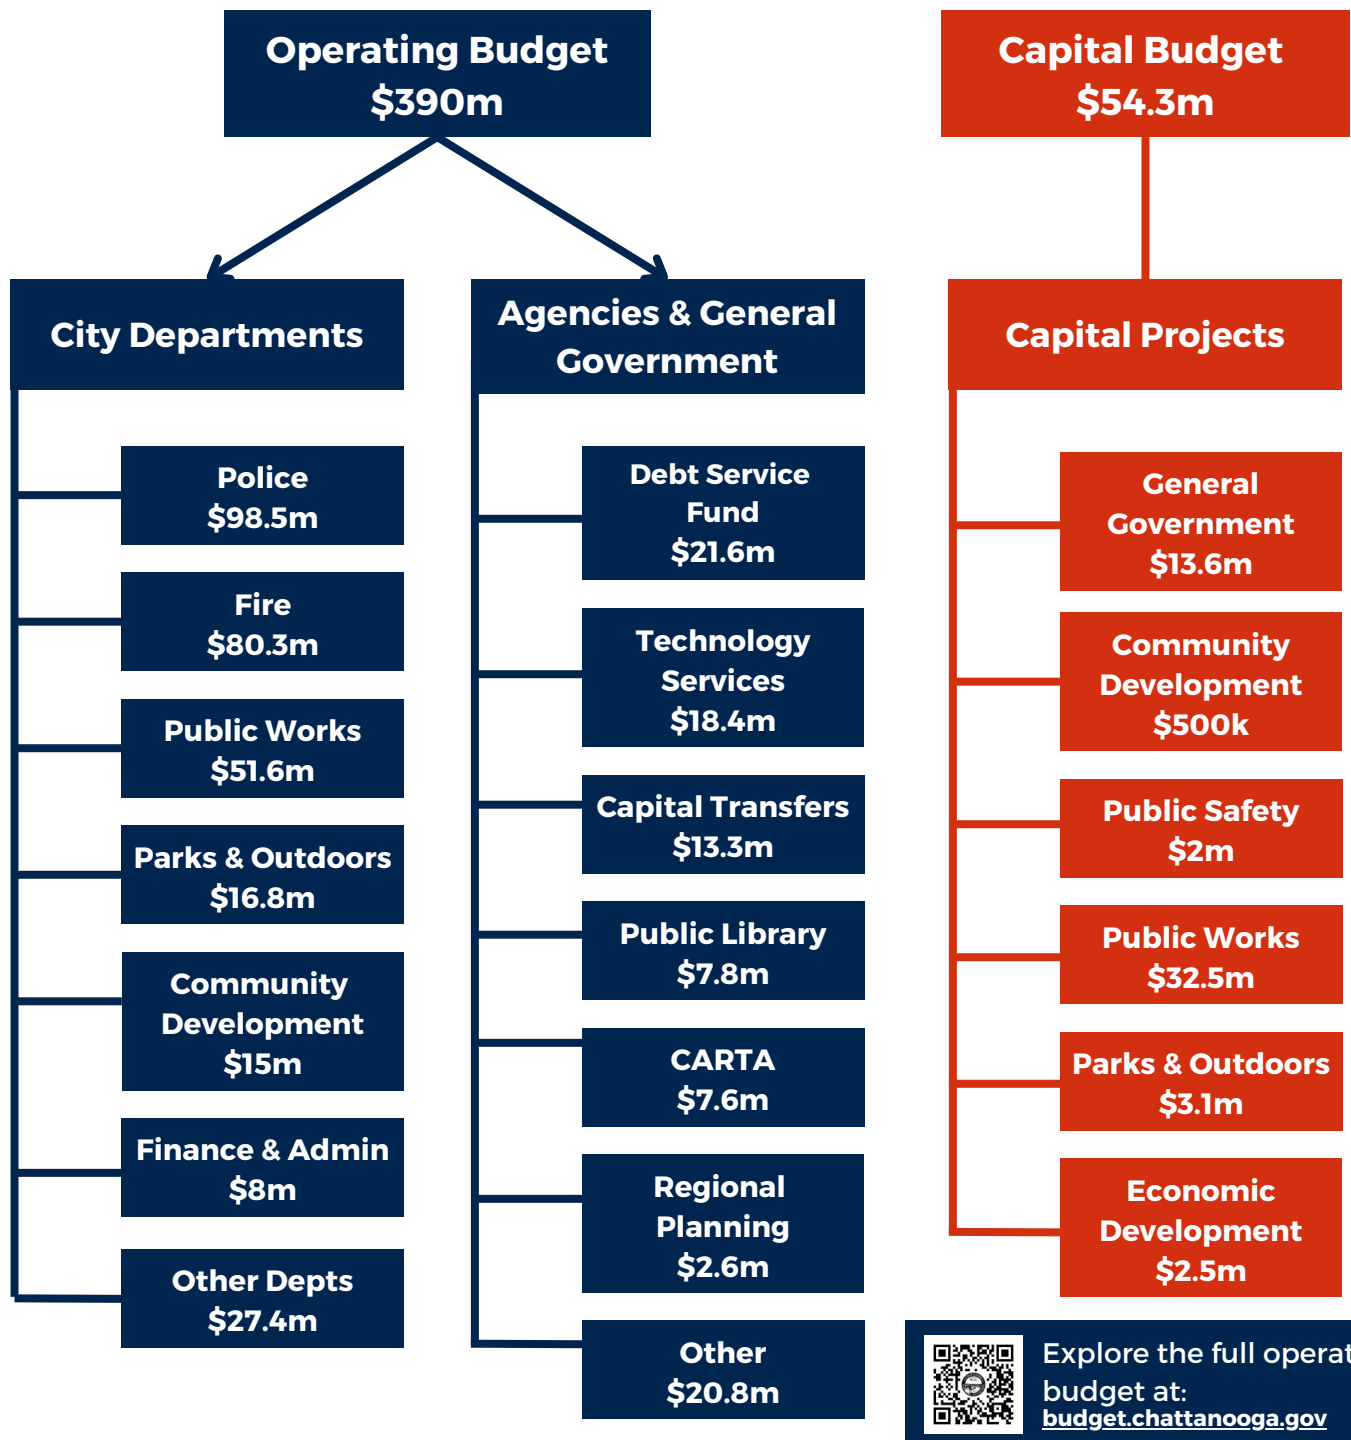 Operating Budget
$390m
Capital Budget
$54.3m
City Departments
Police
$98.5m
Fire
$80.3m
Public Works
$51.6m
Parks & Outdoors
$16.8m
Community
Development
$15m
Finance & Admin
$8m
Other Depts
$27.4m
Agencies & General
Government
Debt Service
Fund
$21.6m
Technology
Services
$18.4m
Capital Transfers
$13.3m
Public Library
$7.8m
CARTA
$7.6m
Regional
Planning
$2.6m
Other
$20.8m
Capital Projects
General
Government
$13.6m
Community
Development
$500k
Public Safety
$2m
Public Works
$32.5m
Parks & Outdoors
$3.1m
Economic
Development
$2.5m
Explore the full operat
budget at:
budget.chattanooga.gov